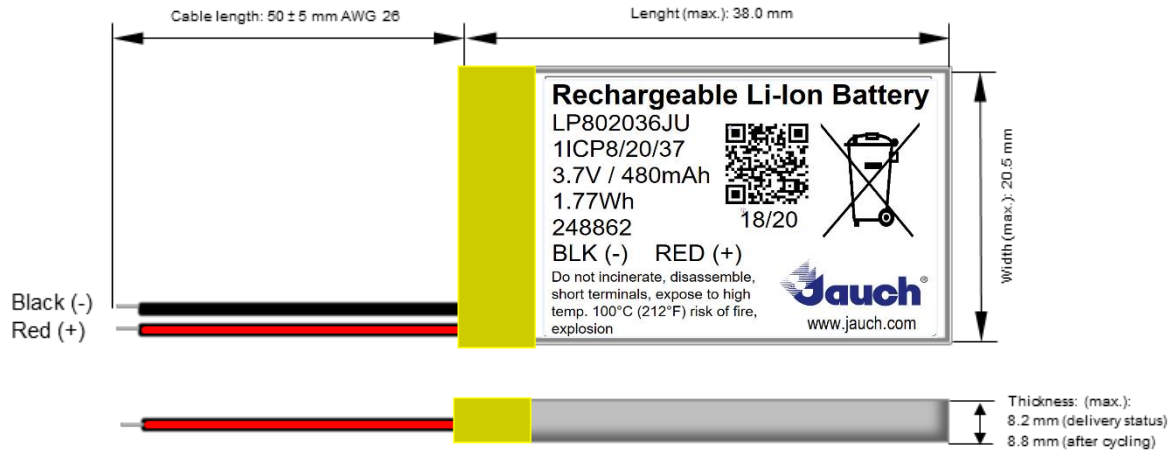 Cable length: 50 ± 5 mm AWG 26
Lenght (max.): 38.0 mm
Rechargeable Li-Ion Battery
LP802036JU
1ICP8/20/37
3.7V / 480mAh
1.77Wh
248862
18/20
BLK (-) RED (+)
Do not incinerate, disassemble,
short terminals, expose to high
temp. 100°C (212°F) risk of fire,
explosion
Jauch®
www.jauch.com
Width (max.): 20.5 mm
Black (-)
Red (+)
Thickness: (max.):
8.2 mm (delivery status)
8.8 mm (after cycling)